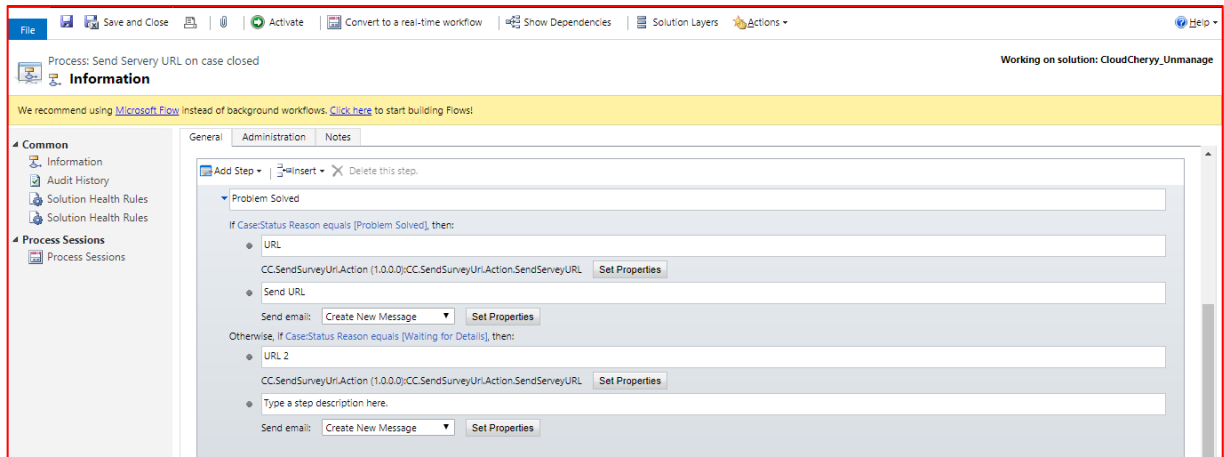 File Save and Close Activate Convert to a real-time workflow Show Dependencies Solution Layers Actions Help
Process: Send Servery URL on case closed
Information
Working on solution: CloudCheryy_Unmanage
We recommend using Microsoft Flow instead of background workflows. Click here to start building Flows!
Common
Information
Audit History
Solution Health Rules
Solution Health Rules
Process Sessions
Process Sessions
General Administration Notes
Add Step Insert Delete this step.
Problem Solved
If Case:Status Reason equals [Problem Solved], then:
URL
CC.SendSurveyUrl.Action (1.0.0.0):CC.SendSurveyUrl.Action.SendServeyURL Set Properties
Send URL
Send email: Create New Message Set Properties
Otherwise, if Case:Status Reason equals [Waiting for Details], then:
URL 2
CC.SendSurveyUrl.Action (1.0.0.0):CC.SendSurveyUrl.Action.SendServeyURL Set Properties
Type a step description here.
Send email: Create New Message Set Properties